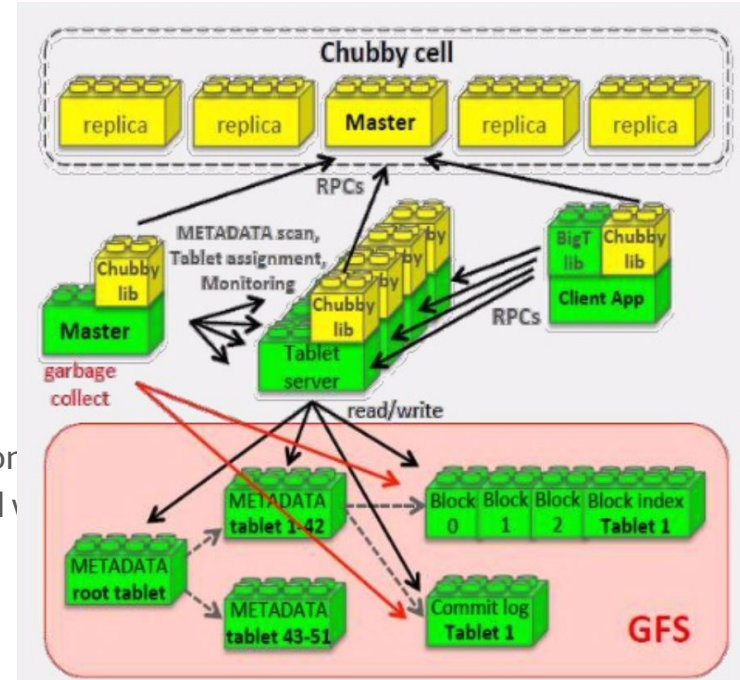 Chubby cell
replica
replica
Master
replica
replica
RPCs
METADATA scan,
Tablet assignment,
Monitoring
by
by
by
BigT
lib
Chubby
lib
Client App
Chubby
lib
Master
Chubby
lib
Tablet
server
RPCs
garbage
collect
read/write
METADATA
tablet 1-42
Block
0
Block
1
Block
2
Block index
Tablet 1
METADATA
root tablet
METADATA
tablet 43-51
Commit log
Tablet 1
GFS